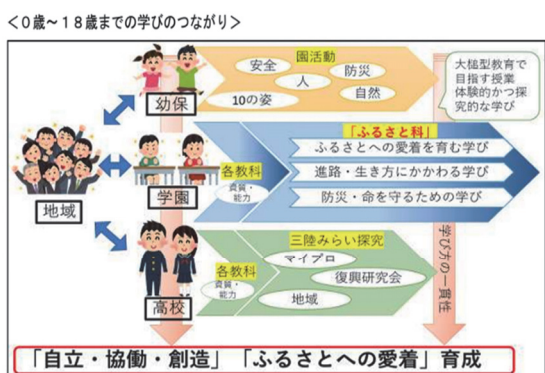 ＜０歳～１８歳までの学びのつながり＞
園活動
安全
防災
人
自然
10の姿
幼保
大槌型教育で
目指す授業
体験的かつ探
究的な学び
「ふるさと科」
ふるさとへの愛着を育む学び
進路・生き方にかかわる学び
防災・命を守るための学び
各教科
資質・
能力
学園
地域
三陸みらい探究
マイプロ
復興研究会
地域
各教科
資質・
能力
高校
学び方の一貫性
「自立・協働・創造」「ふるさとへの愛着」育成